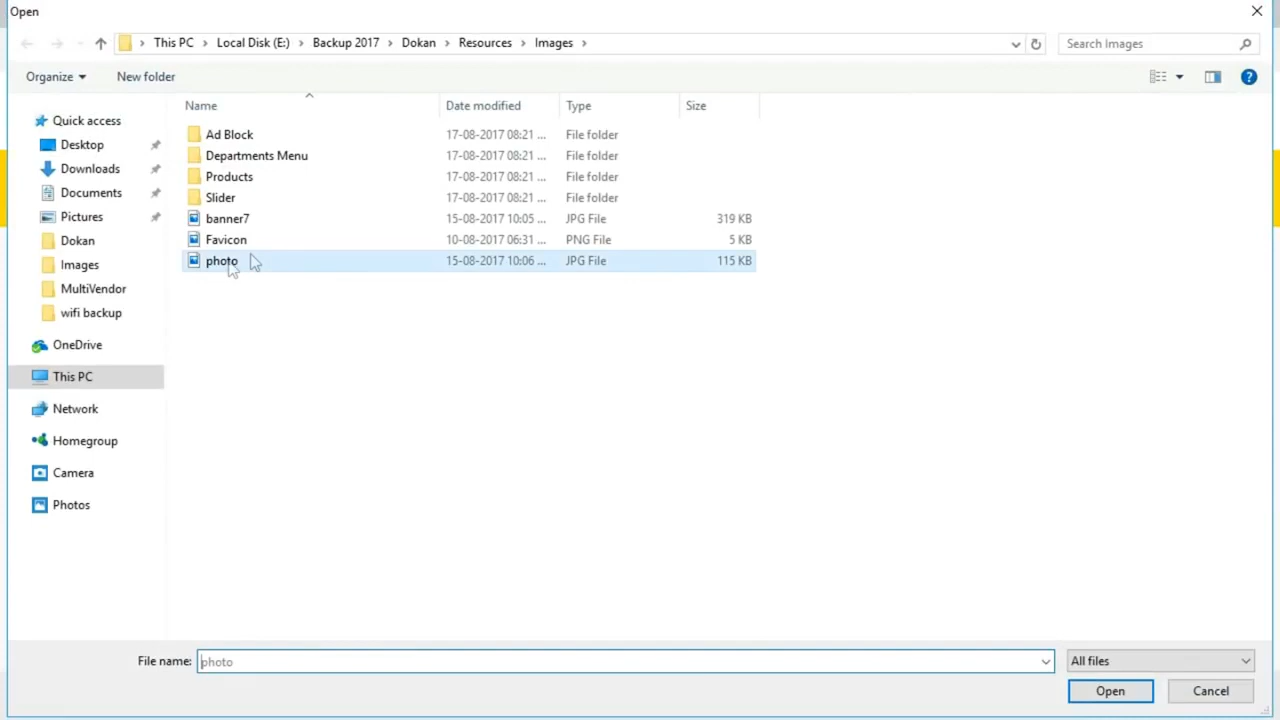 Open
This PC > Local Disk (E:) > Backup 2017 > Dokan > Resources > Images >
Search Images
Organize
New folder
Name Date modified Type Size
Quick access
Desktop
Downloads
Documents
Pictures
Dokan
Images
MultiVendor
wifi backup
OneDrive
This PC
Network
Homegroup
Camera
Photos
Ad Block 17-08-2017 08:21 ... File folder
Departments Menu 17-08-2017 08:21 ... File folder
Products 17-08-2017 08:21 ... File folder
Slider 17-08-2017 08:21 ... File folder
banner7 15-08-2017 10:05 ... JPG File 319 KB
Favicon 10-08-2017 06:31 ... PNG File 5 KB
photo 15-08-2017 10:06 ... JPG File 115 KB
File name: photo
All files
Open Cancel